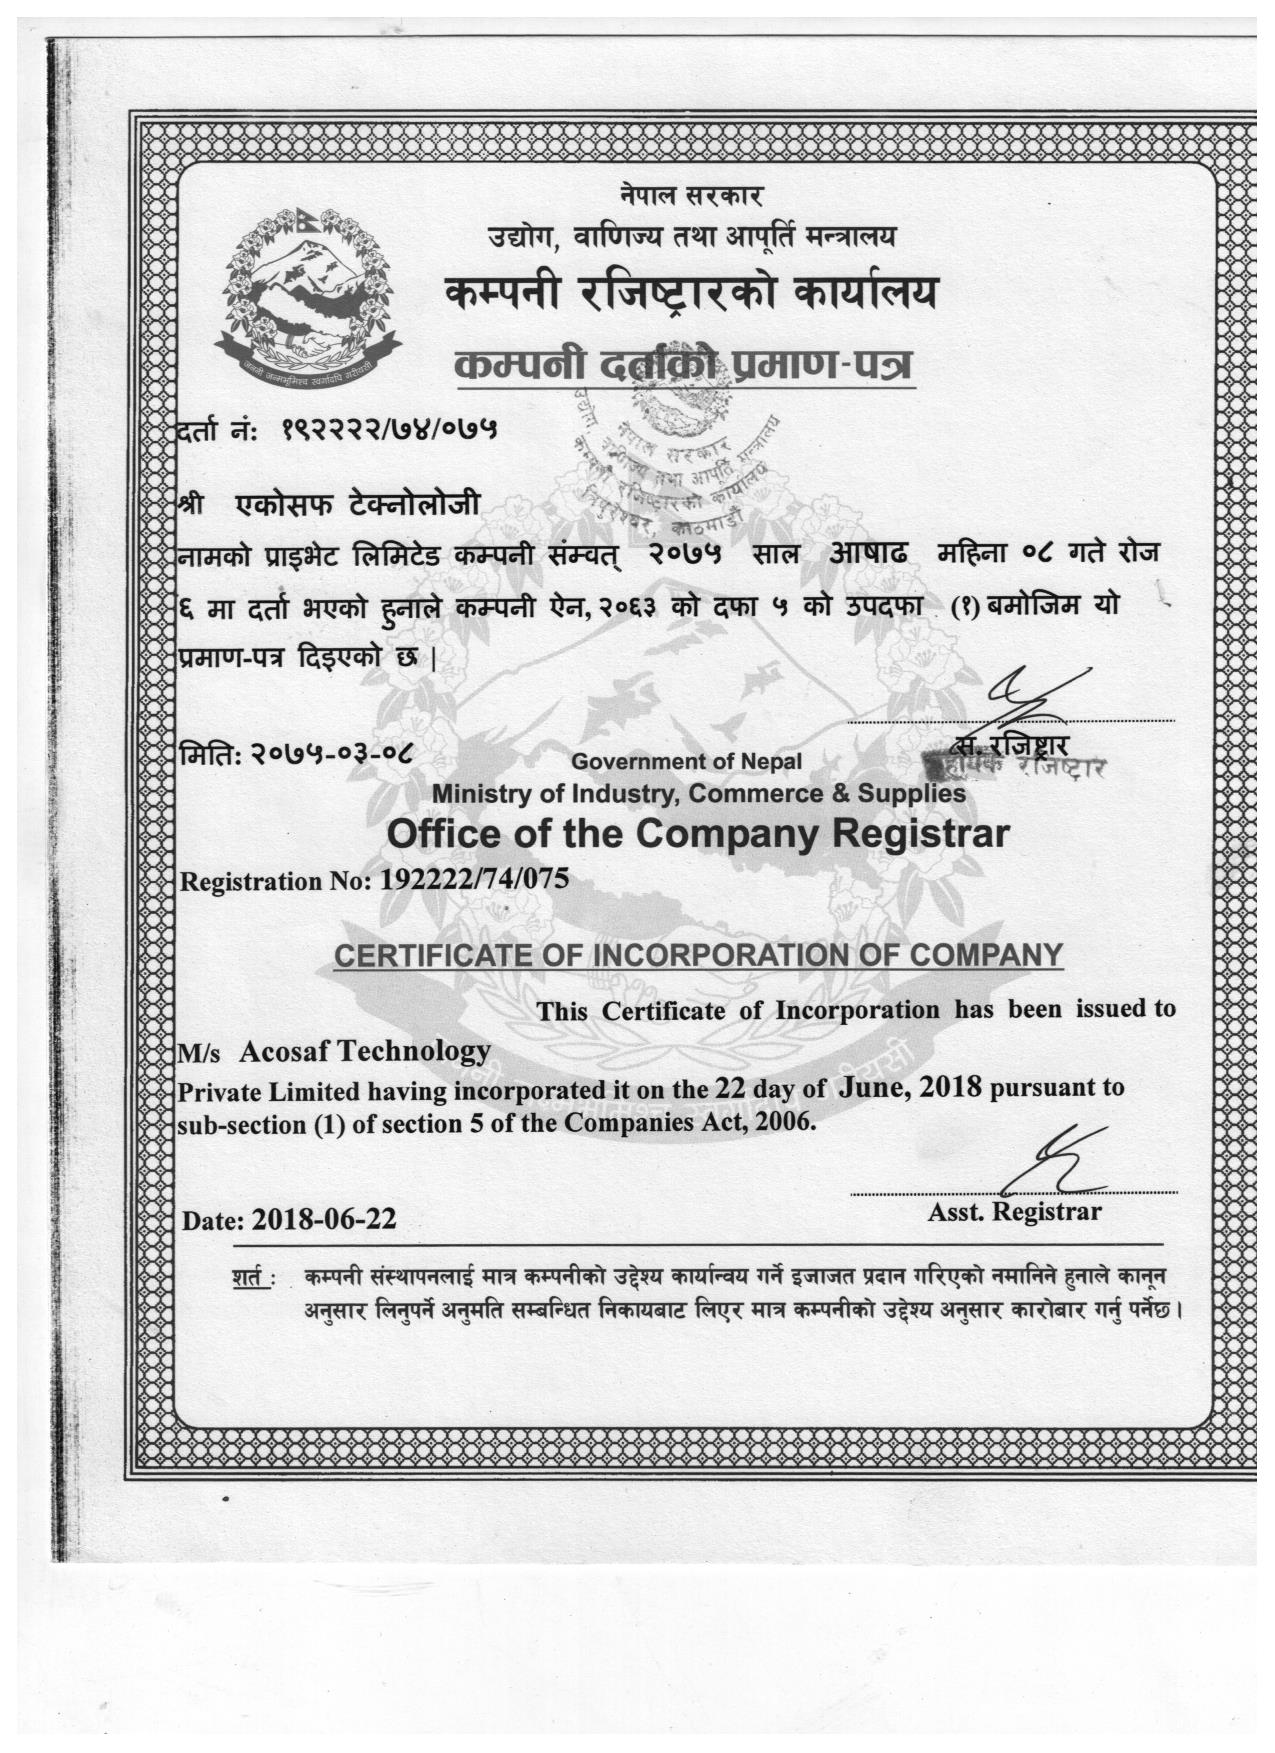 नेपाल सरकार
उद्योग, वाणिज्य तथा आपूर्ति मन्त्रालय
कम्पनी रजिष्ट्रारको कार्यालय
कम्पनी दर्ताको प्रमाण-पत्र
जननी जन्मभूमिश्च स्वर्गादपि गरीयसी
नेपाल सरकार
उद्योग, वाणिज्य तथा आपूर्ति मन्त्रालय
कम्पनी रजिष्ट्रारको कार्यालय
त्रिपुरेश्वर, काठमाडौं
दर्ता नं: १९२२२२/७४/०७५
श्री एकोसफ टेक्नोलोजी
नामको प्राइभेट लिमिटेड कम्पनी संम्वत् २०७५ साल आषाढ महिना ०८ गते रोज
६ मा दर्ता भएको हुनाले कम्पनी ऐन, २०६३ को दफा ५ को उपदफा (१) बमोजिम यो
प्रमाण-पत्र दिइएको छ |
स. रजिष्ट्रार
मिति: २०७५-०३-०८
रजिष्टार
Government of Nepal
Ministry of Industry, Commerce & Supplies
Office of the Company Registrar
Registration No: 192222/74/075
CERTIFICATE OF INCORPORATION OF COMPANY
This Certificate of Incorporation has been issued to
M/s Acosaf Technology
Private Limited having incorporated it on the 22 day of June, 2018 pursuant to
sub-section (1) of section 5 of the Companies Act, 2006.
Asst. Registrar
Date: 2018-06-22
शर्त : कम्पनी संस्थापनलाई मात्र कम्पनीको उद्देश्य कार्यान्वय गर्ने इजाजत प्रदान गरिएको नमानिने हुनाले कानून
अनुसार लिनुपर्ने अनुमति सम्बन्धित निकायबाट लिएर मात्र कम्पनीको उद्देश्य अनुसार कारोबार गर्नु पर्नेछ।